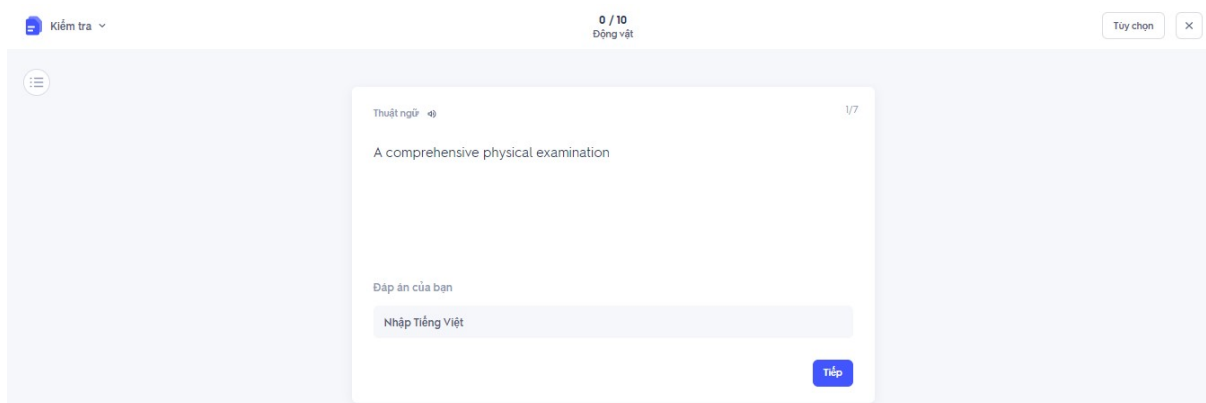 Kiểm tra
0 / 10
Động vật
Tùy chọn
Thuật ngữ
1/7
A comprehensive physical examination
Đáp án của bạn
Nhập Tiếng Việt
Tiếp